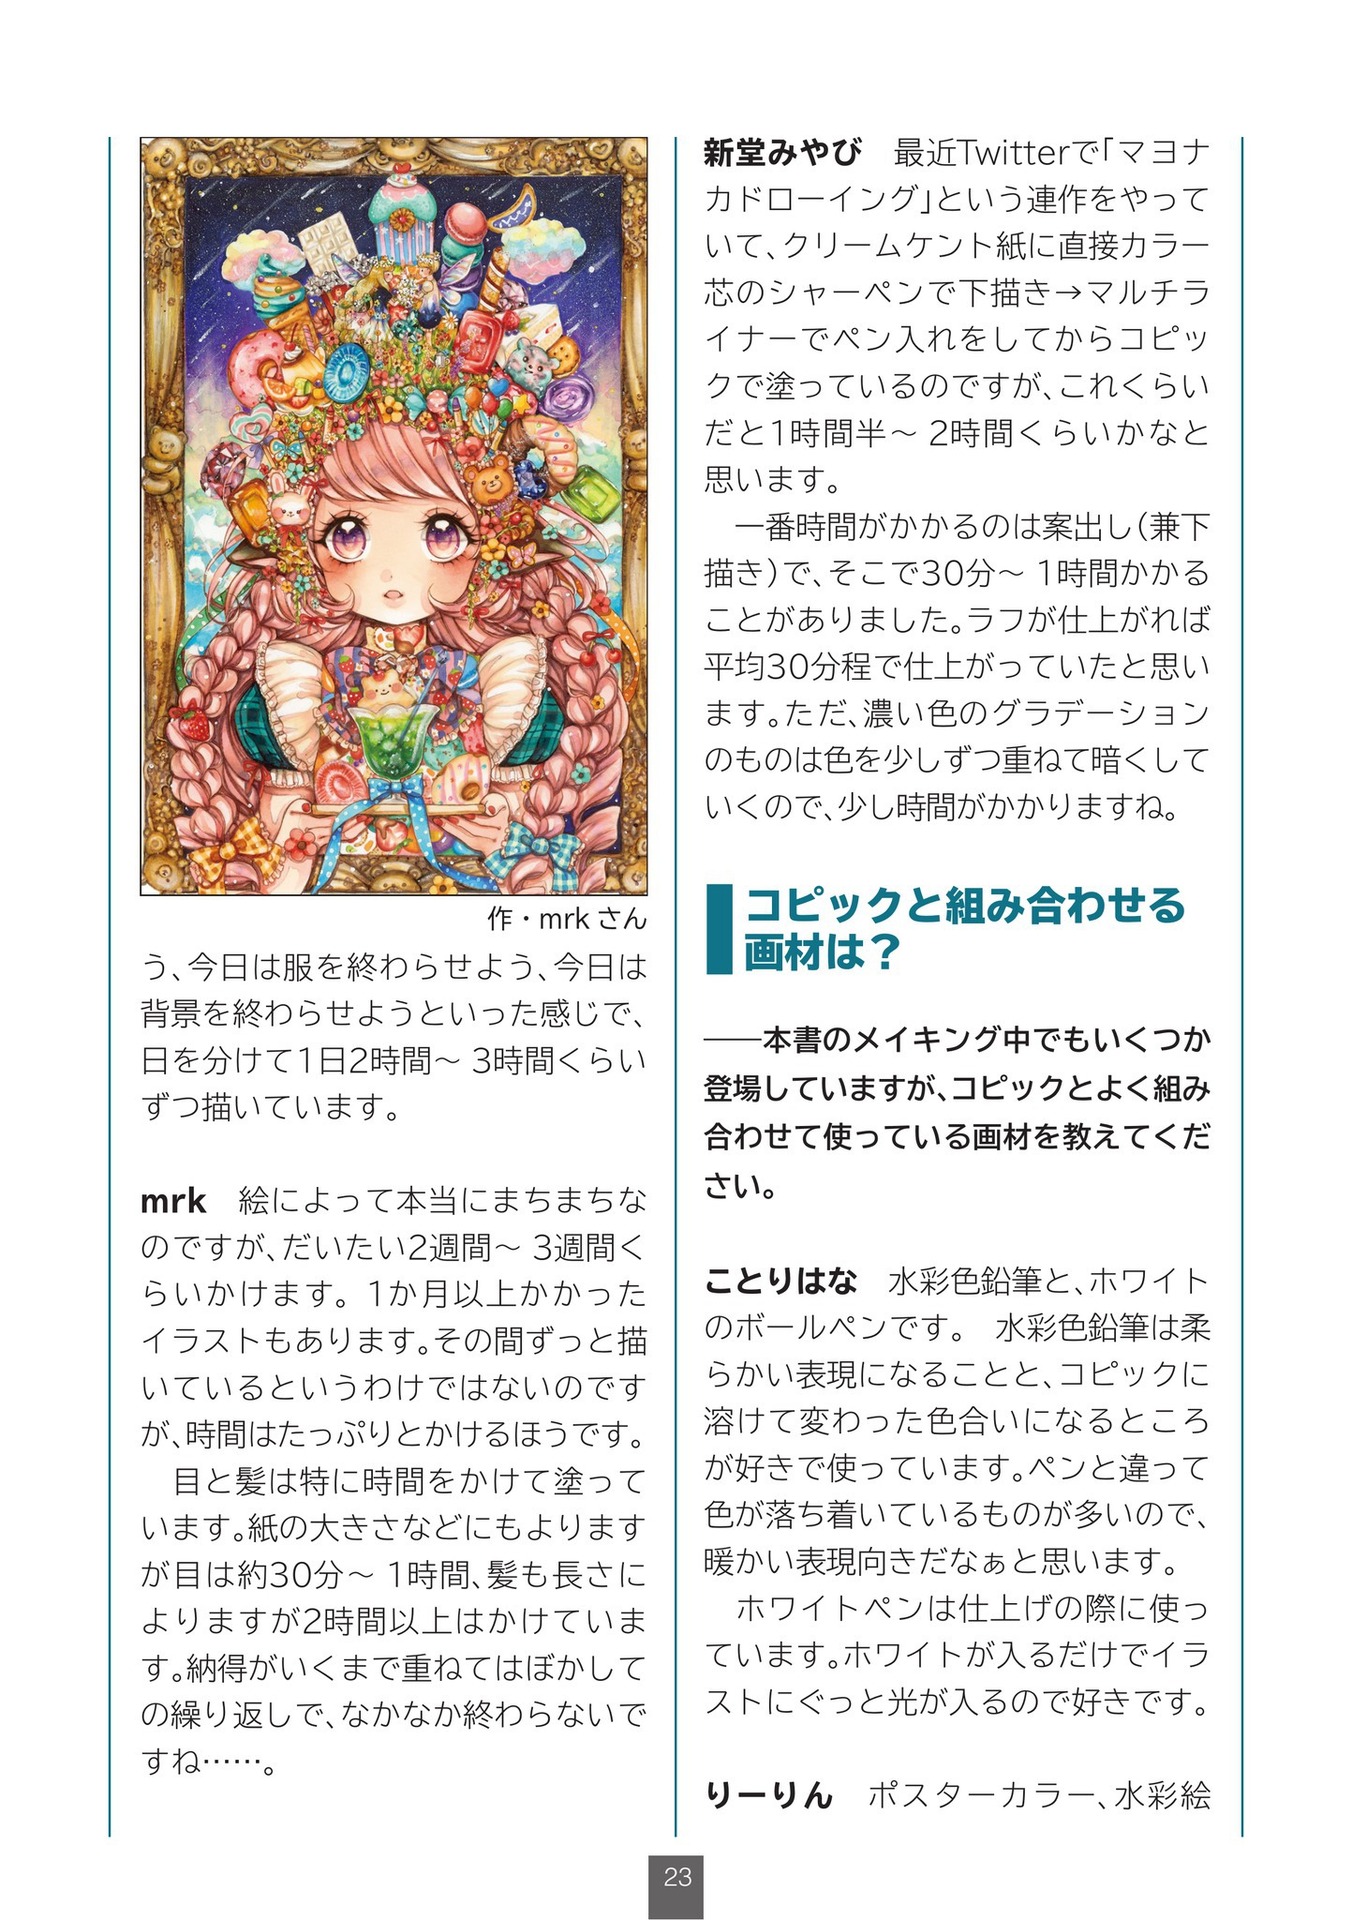 作・mrkさん
う、今日は服を終わらせよう、今日は
背景を終わらせようといった感じで、
日を分けて1日2時間～ 3時間くらい
ずつ描いています。
mrk　絵によって本当にまちまちな
のですが、だいたい2週間～ 3週間く
らいかけます。 1か月以上かかった
イラストもあります。その間ずっと描
いているというわけではないのです
が、時間はたっぷりとかけるほうです。
　目と髪は特に時間をかけて塗って
います。紙の大きさなどにもよります
が目は約30分～ 1時間、髪も長さに
よりますが2時間以上はかけていま
す。納得がいくまで重ねてはぼかして
の繰り返しで、なかなか終わらないで
すね……。
新堂みやび　最近Twitterで「マヨナ
カドローイング」という連作をやって
いて、クリームケント紙に直接カラー
芯のシャーペンで下描き→マルチラ
イナーでペン入れをしてからコピッ
クで塗っているのですが、これくらい
だと1時間半～ 2時間くらいかなと
思います。
　一番時間がかかるのは案出し（兼下
描き）で、そこで30分～ 1時間かかる
ことがありました。ラフが仕上がれば
平均30分程で仕上がっていたと思い
ます。ただ、濃い色のグラデーション
のものは色を少しずつ重ねて暗くして
いくので、少し時間がかかりますね。
コピックと組み合わせる
画材は？
――本書のメイキング中でもいくつか
登場していますが、コピックとよく組み
合わせて使っている画材を教えてくだ
さい。
ことりはな　水彩色鉛筆と、ホワイト
のボールペンです。　水彩色鉛筆は柔
らかい表現になることと、コピックに
溶けて変わった色合いになるところ
が好きで使っています。ペンと違って
色が落ち着いているものが多いので、
暖かい表現向きだなぁと思います。
　ホワイトペンは仕上げの際に使っ
ています。ホワイトが入るだけでイラ
ストにぐっと光が入るので好きです。
りーりん　ポスターカラー、水彩絵
23